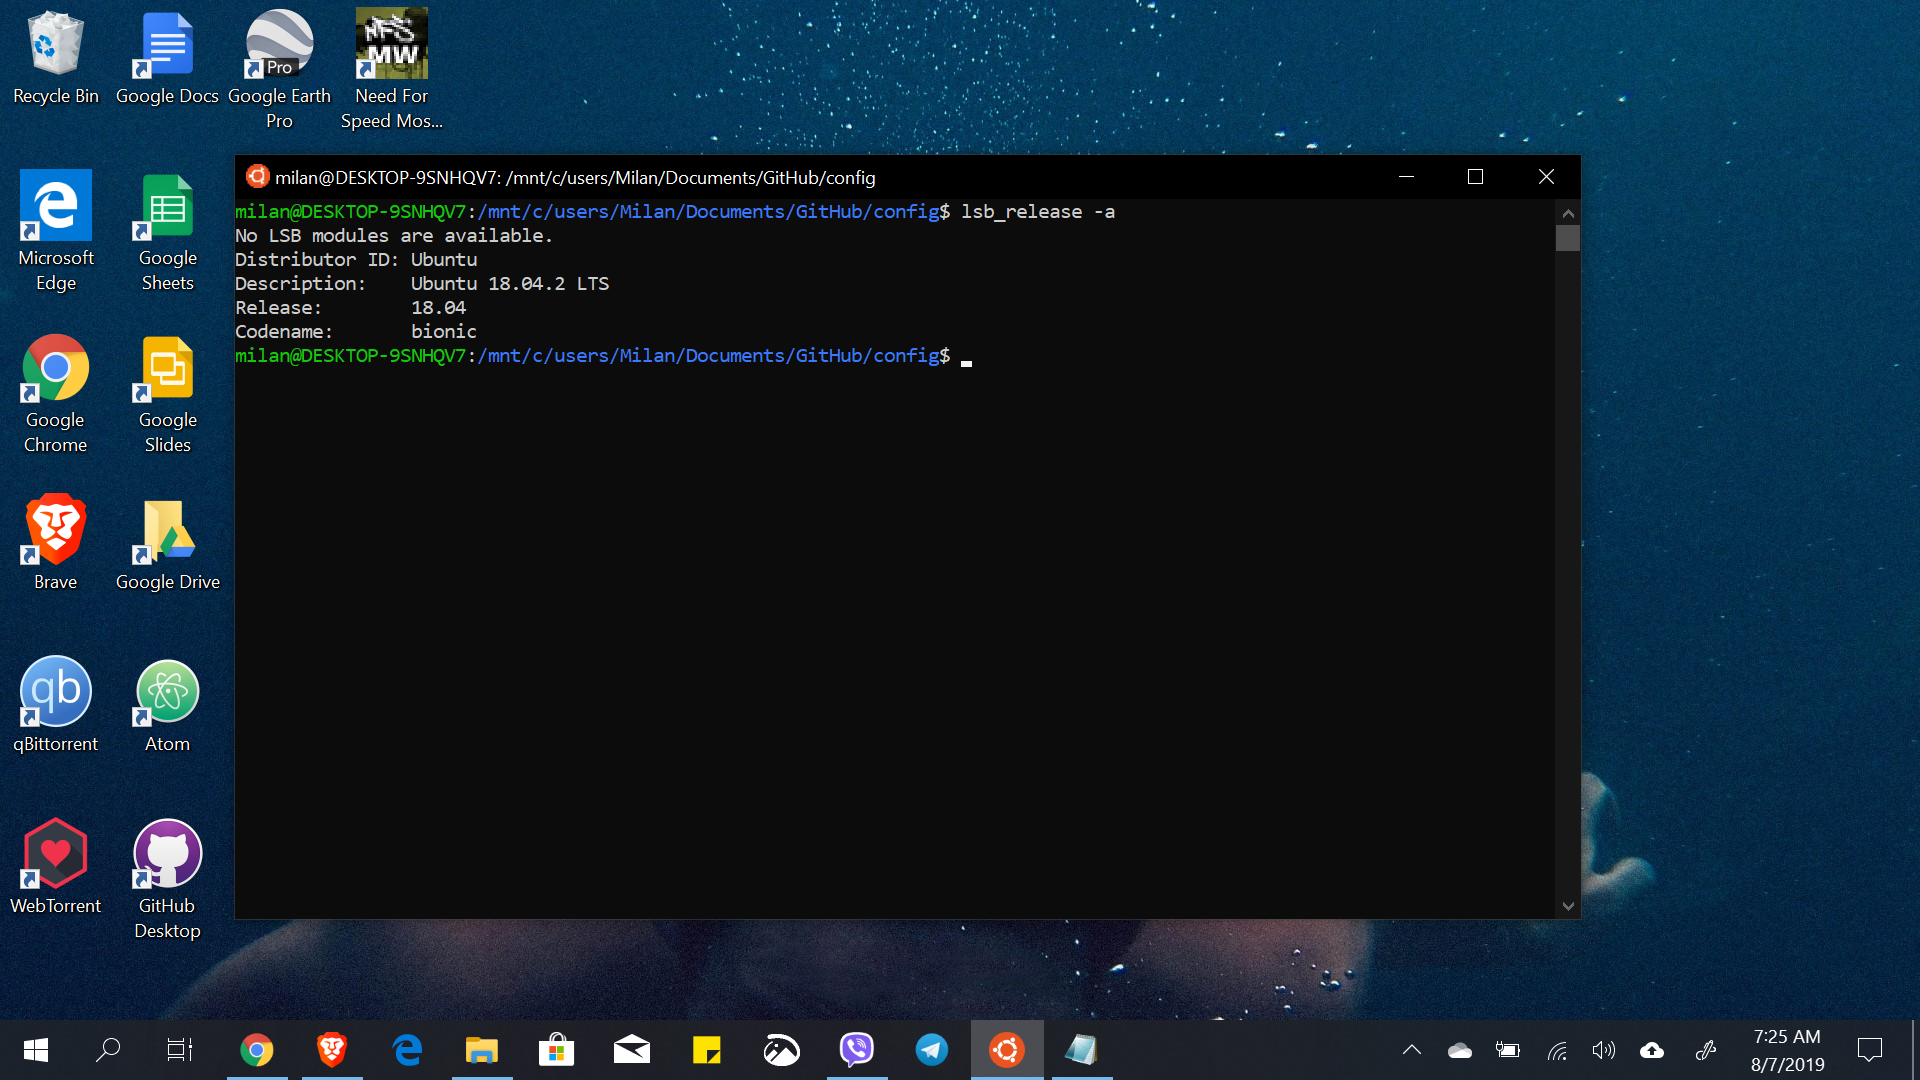 Recycle Bin
Google Docs
Google Earth
Pro
Pro
NFS
MW
Need For
Speed Mos...
Microsoft
Edge
Google
Sheets
Google
Chrome
Google
Slides
Brave
Google Drive
qb
qBittorrent
Atom
WebTorrent
GitHub
Desktop
milan@DESKTOP-9SNHQV7: /mnt/c/users/Milan/Documents/GitHub/config
milan@DESKTOP-9SNHQV7:/mnt/c/users/Milan/Documents/GitHub/config$ lsb_release -a
No LSB modules are available.
Distributor ID: Ubuntu
Description:    Ubuntu 18.04.2 LTS
Release:        18.04
Codename:       bionic
milan@DESKTOP-9SNHQV7:/mnt/c/users/Milan/Documents/GitHub/config$
7:25 AM
8/7/2019